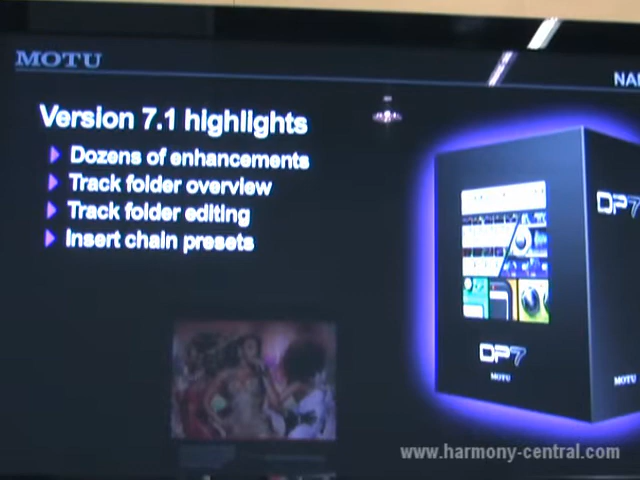 MOTU
NAM
Version 7.1 highlights
Dozens of enhancements
Track folder overview
Track folder editing
Insert chain presets
DP7
DP7
MOTU
MOTU
www.harmony-central.com